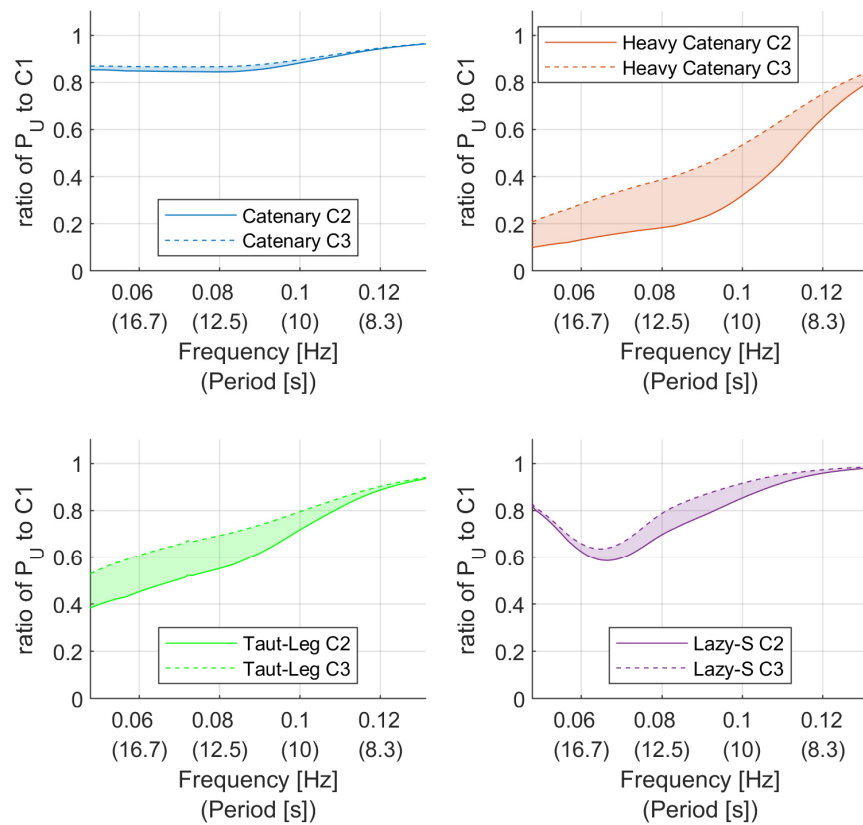 ratio of P_U to C1
1
0.8
0.6
0.4
0.2
0
Catenary C2
Catenary C3
0.06 0.08 0.1 0.12
(16.7) (12.5) (10) (8.3)
Frequency [Hz]
(Period [s])
ratio of P_U to C1
1
0.8
0.6
0.4
0.2
0
Heavy Catenary C2
Heavy Catenary C3
0.06 0.08 0.1 0.12
(16.7) (12.5) (10) (8.3)
Frequency [Hz]
(Period [s])
ratio of P_U to C1
1
0.8
0.6
0.4
0.2
0
Taut-Leg C2
Taut-Leg C3
0.06 0.08 0.1 0.12
(16.7) (12.5) (10) (8.3)
Frequency [Hz]
(Period [s])
ratio of P_U to C1
1
0.8
0.6
0.4
0.2
0
Lazy-S C2
Lazy-S C3
0.06 0.08 0.1 0.12
(16.7) (12.5) (10) (8.3)
Frequency [Hz]
(Period [s])